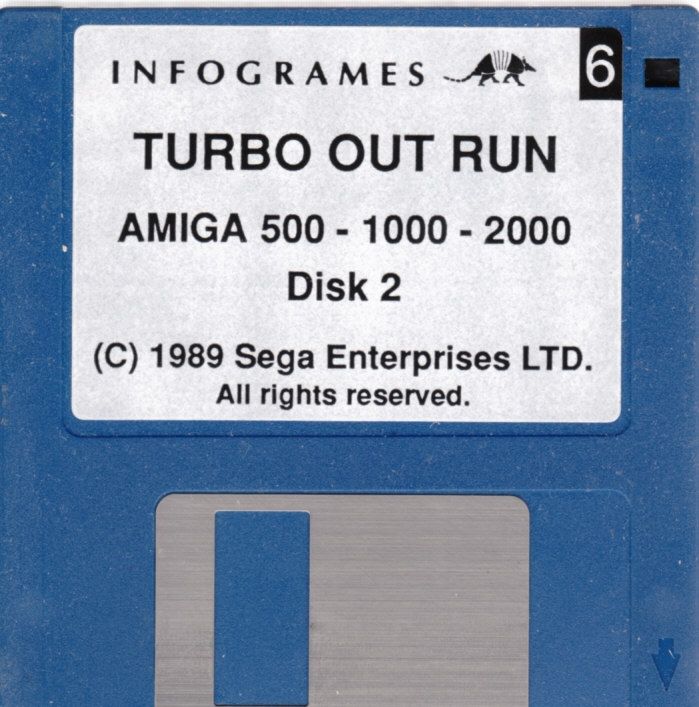 INFOGRAMES
6
TURBO OUT RUN
AMIGA 500 - 1000 - 2000
Disk 2
(C) 1989 Sega Enterprises LTD.
All rights reserved.